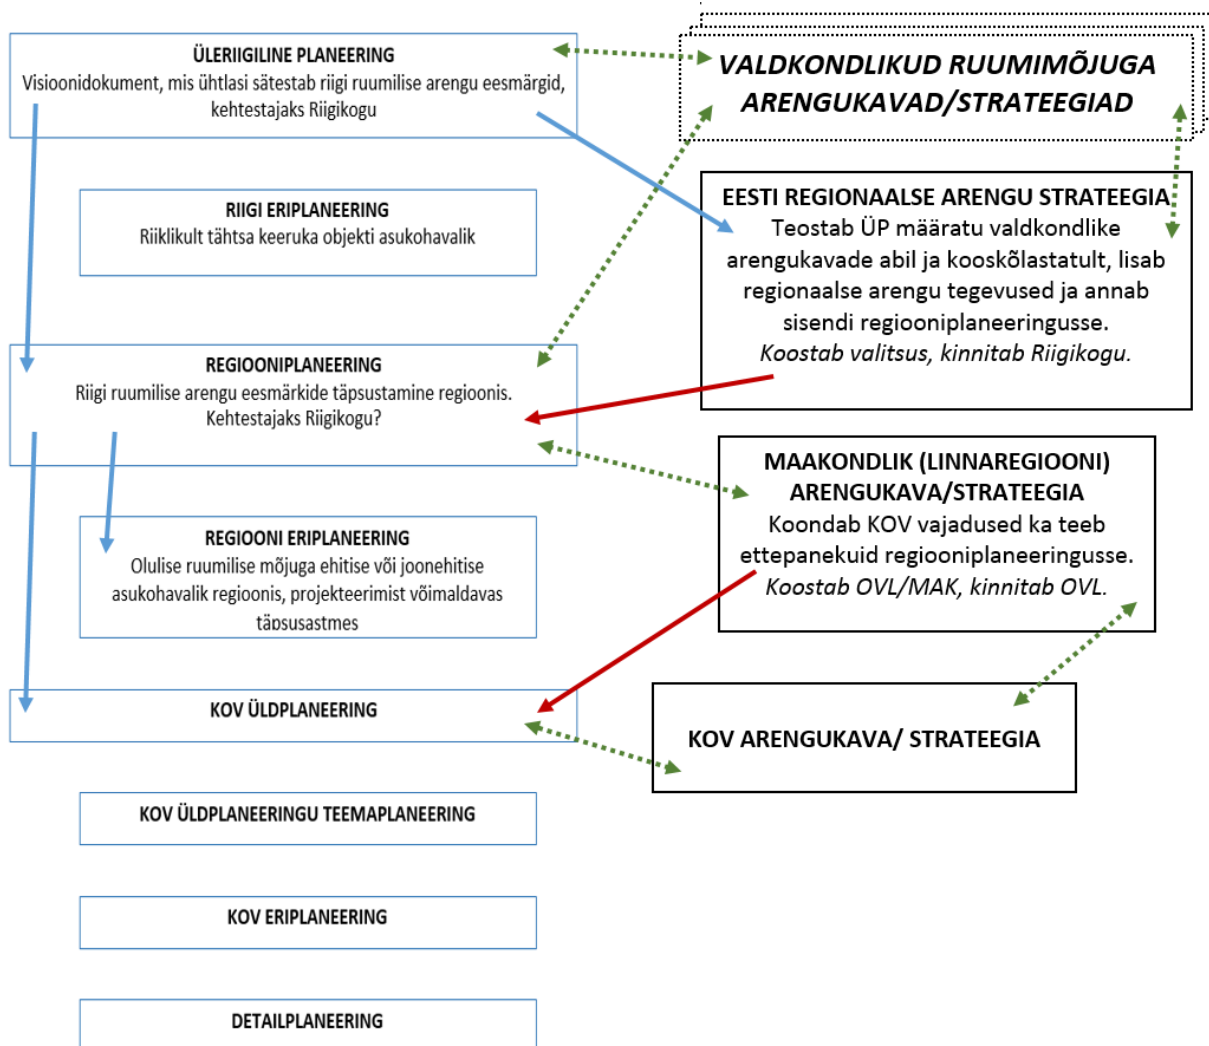 ÜLERIIGILINE PLANEERING
Visioonidokument, mis ühtlasi sätestab riigi ruumilise arengu eesmärgid,
kehtestajaks Riigikogu
VALDKONDLIKUD RUUMIMÕJUGA
ARENGUKAVAD/STRATEEGIAD
RIIGI ERIPLANEERING
Riiklikult tähtsa keeruka objekti asukohavalik
EESTI REGIONAALSE ARENGU STRATEEGIA
Teostab ÜP määratu valdkondlike
arengukavade abil ja kooskõlastatult, lisab
regionaalse arengu tegevused ja annab
sisendi regiooniplaneeringusse.
Koostab valitsus, kinnitab Riigikogu.
REGIOONIPLANEERING
Riigi ruumilise arengu eesmärkide täpsustamine regioonis.
Kehtestajaks Riigikogu?
MAAKONDLIK (LINNAREGIOONI)
ARENGUKAVA/STRATEEGIA
Koondab KOV vajadused ka teeb
ettepanekuid regiooniplaneeringusse.
Koostab OVL/MAK, kinnitab OVL.
REGIOONI ERIPLANEERING
Olulise ruumilise mõjuga ehitise või joonehitise
asukohavalik regioonis, projekteerimist võimaldavas
täpsusastmes
KOV ÜLDPLANEERING
KOV ARENGUKAVA/ STRATEEGIA
KOV ÜLDPLANEERINGU TEEMAPLANEERING
KOV ERIPLANEERING
DETAILPLANEERING